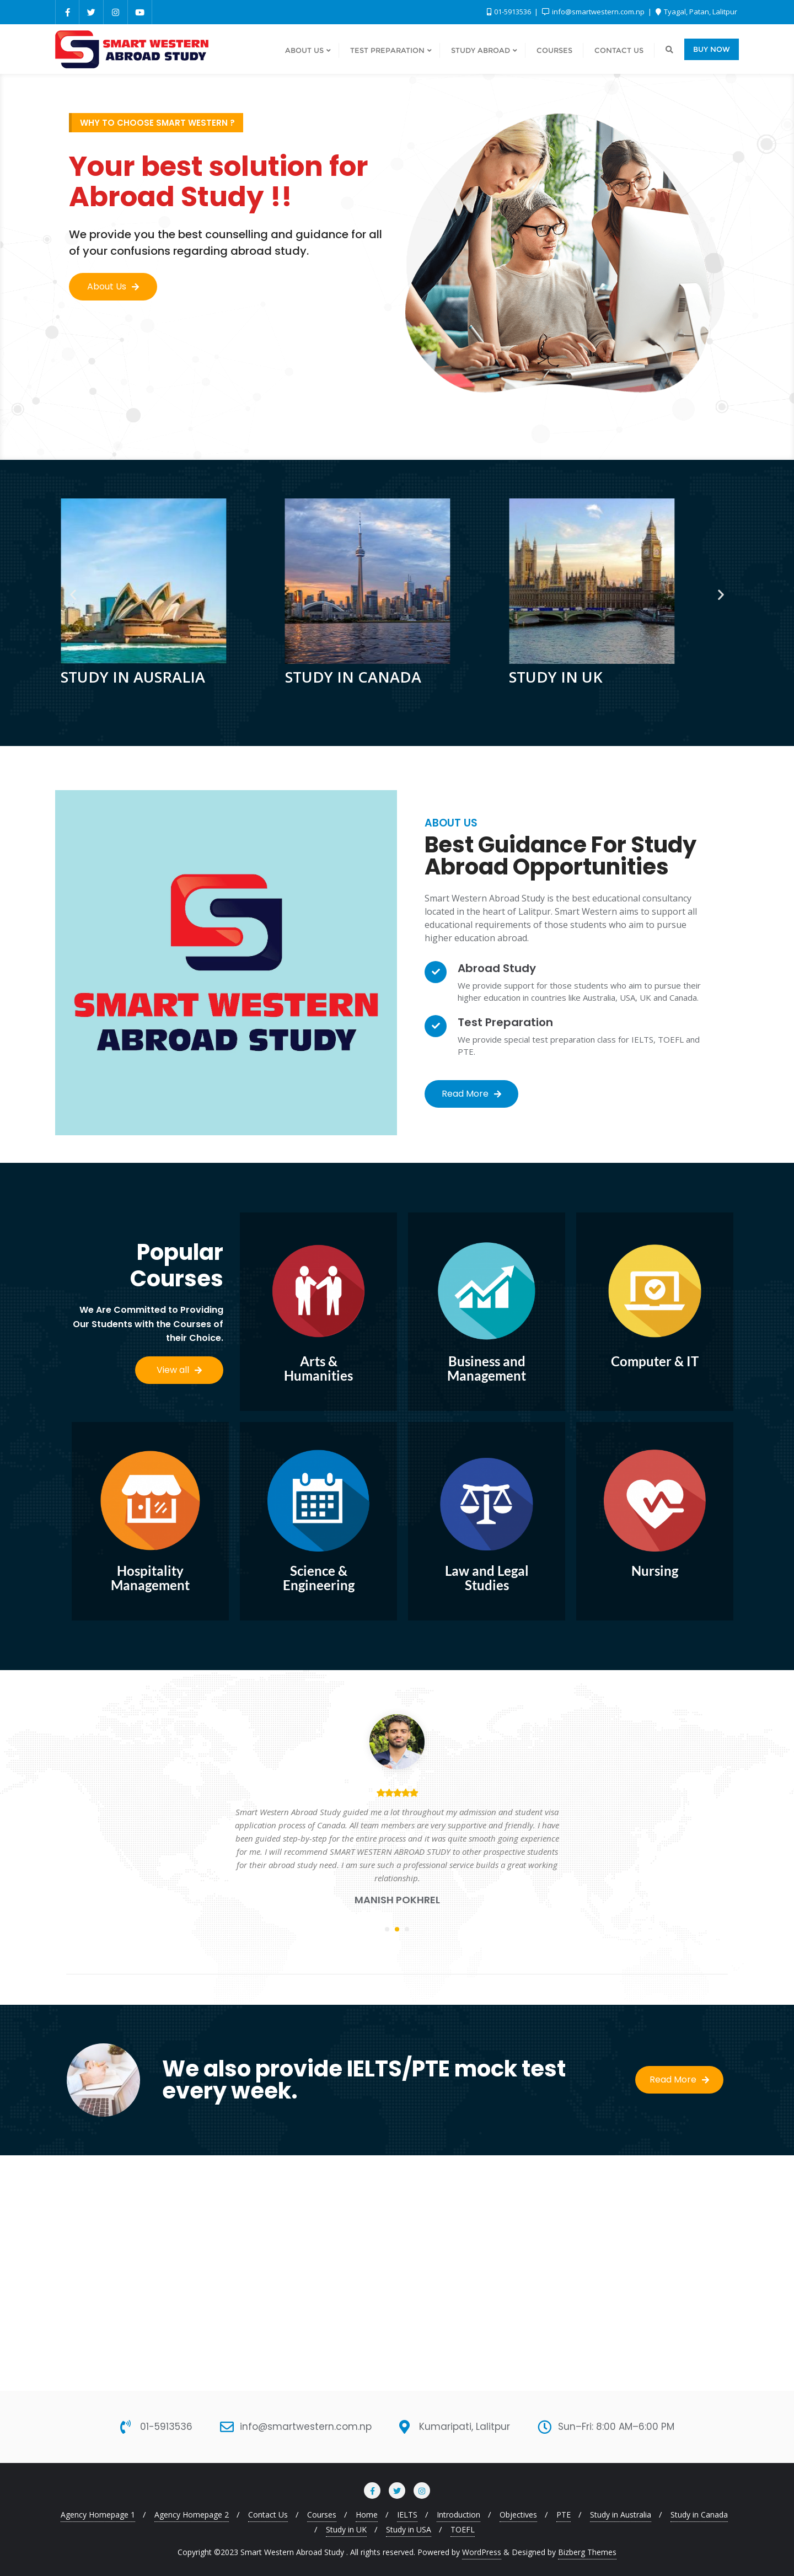 01-5913536 | info@smartwestern.com.np | Tyagal, Patan, Lalitpur
SMART WESTERN
ABROAD STUDY
ABOUT US
TEST PREPARATION
STUDY ABROAD
COURSES
CONTACT US
BUY NOW
WHY TO CHOOSE SMART WESTERN ?
Your best solution for
Abroad Study !!
We provide you the best counselling and guidance for all
of your confusions regarding abroad study.
About Us
STUDY IN AUSRALIA
STUDY IN CANADA
STUDY IN UK
SMART WESTERN
ABROAD STUDY
ABOUT US
Best Guidance For Study
Abroad Opportunities
Smart Western Abroad Study is the best educational consultancy
located in the heart of Lalitpur. Smart Western aims to support all
educational requirements of those students who aim to pursue
higher education abroad.
Abroad Study
We provide support for those students who aim to pursue their
higher education in countries like Australia, USA, UK and Canada.
Test Preparation
We provide special test preparation class for IELTS, TOEFL and
PTE.
Read More
Popular
Courses
We Are Committed to Providing
Our Students with the Courses of
their Choice.
View all
Arts &
Humanities
Business and
Management
Computer & IT
Hospitality
Management
Science &
Engineering
Law and Legal
Studies
Nursing
Smart Western Abroad Study guided me a lot throughout my admission and student visa
application process of Canada. All team members are very supportive and friendly. I have
been guided step-by-step for the entire process and it was quite smooth going experience
for me. I will recommend SMART WESTERN ABROAD STUDY to other prospective students
for their abroad study need. I am sure such a professional service builds a great working
relationship.
MANISH POKHREL
We also provide IELTS/PTE mock test
every week.
Read More
01-5913536
info@smartwestern.com.np
Kumaripati, Lalitpur
Sun–Fri: 8:00 AM–6:00 PM
Agency Homepage 1 / Agency Homepage 2 / Contact Us / Courses / Home / IELTS / Introduction / Objectives / PTE / Study in Australia / Study in Canada
/ Study in UK / Study in USA / TOEFL
Copyright ©2023 Smart Western Abroad Study . All rights reserved. Powered by WordPress & Designed by Bizberg Themes